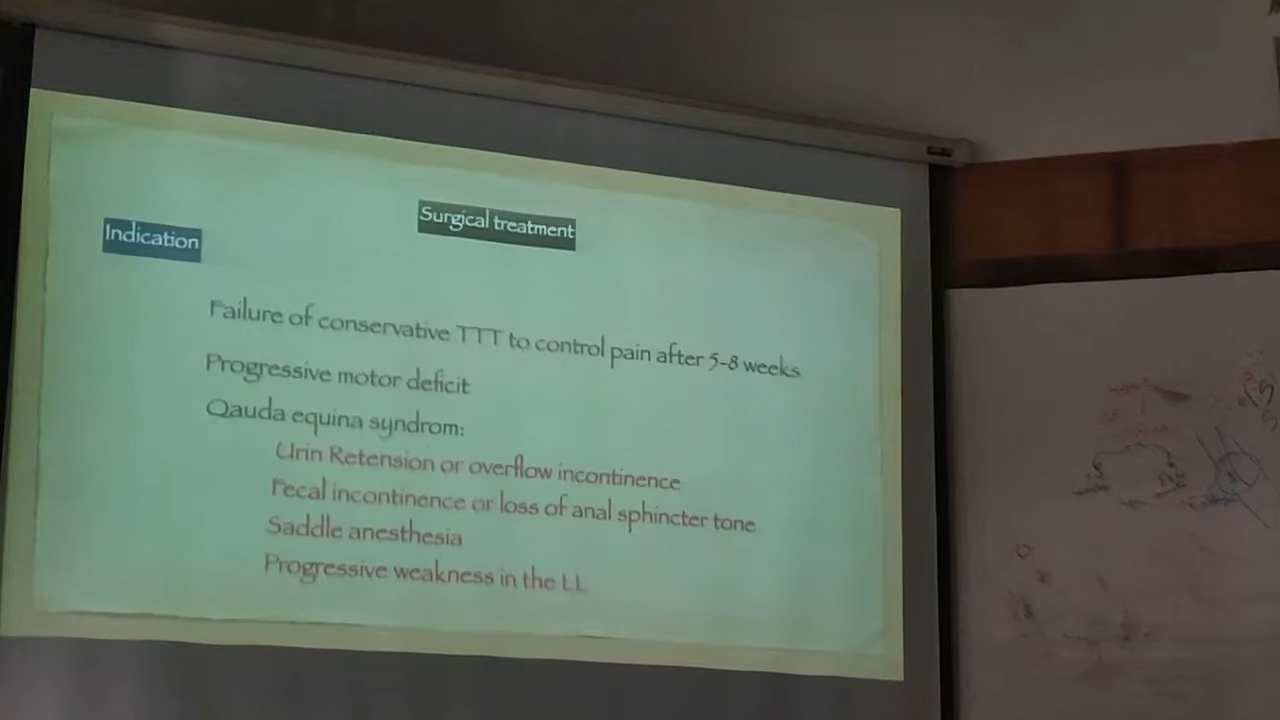 Surgical treatment
Indication
Failure of conservative TTT to control pain after 5-8 weeks
Progressive motor deficit
Qauda equina syndrom:
Urin Retension or overflow incontinence
Fecal incontinence or loss of anal sphincter tone
Saddle anesthesia
Progressive weakness in the LL